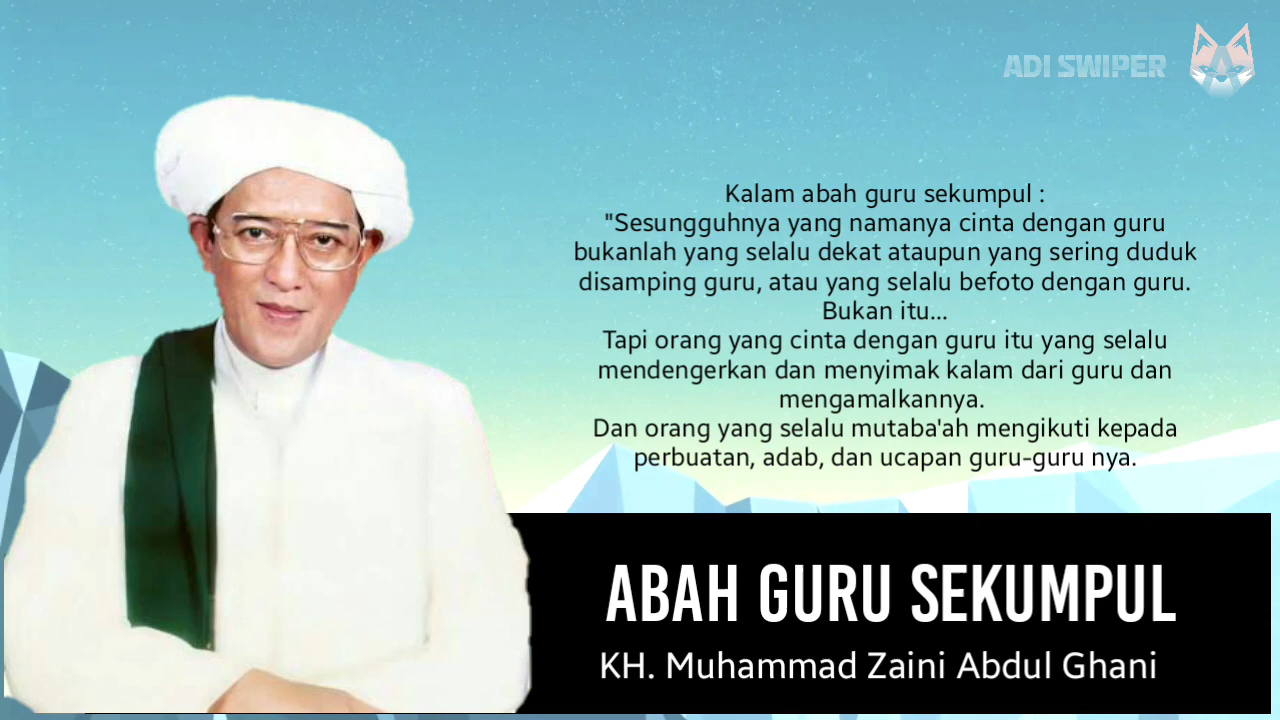 ADI SWIPER
Kalam abah guru sekumpul :
"Sesungguhnya yang namanya cinta dengan guru
bukanlah yang selalu dekat ataupun yang sering duduk
disamping guru, atau yang selalu befoto dengan guru.
Bukan itu...
Tapi orang yang cinta dengan guru itu yang selalu
mendengerkan dan menyimak kalam dari guru dan
mengamalkannya.
Dan orang yang selalu mutaba'ah mengikuti kepada
perbuatan, adab, dan ucapan guru-guru nya.
ABAH GURU SEKUMPUL
KH. Muhammad Zaini Abdul Ghani